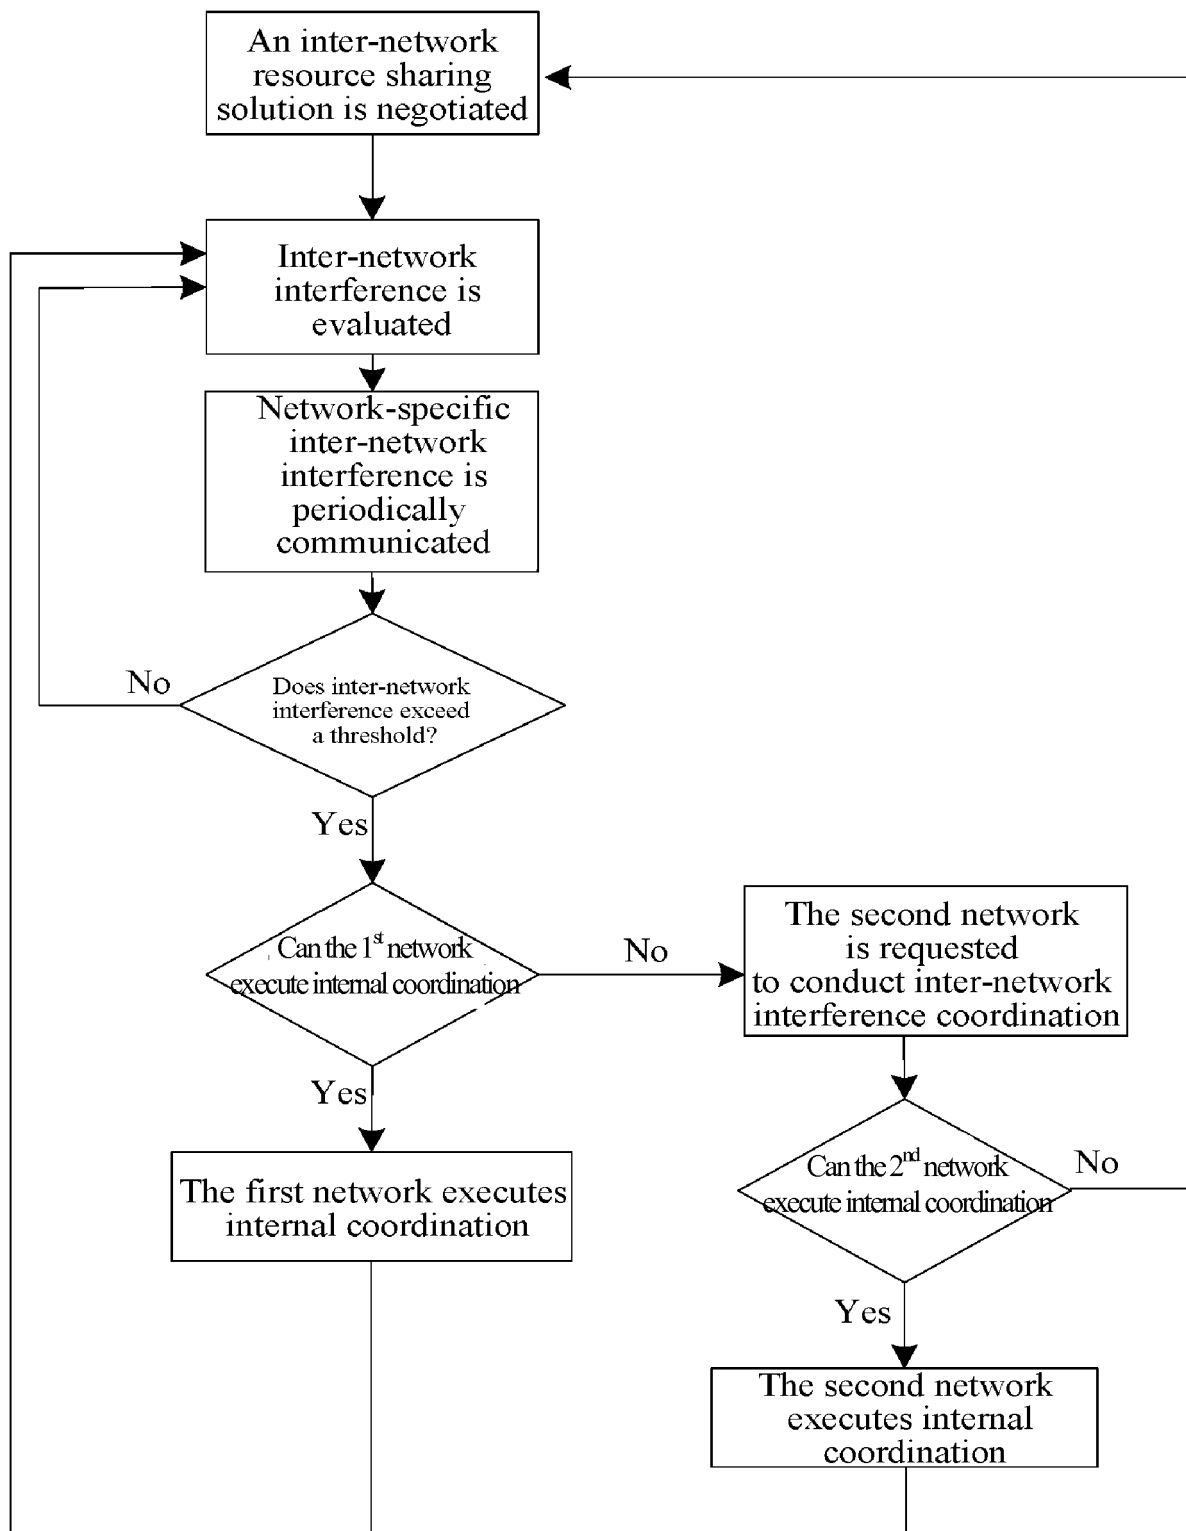 An inter-network
resource sharing
solution is negotiated
Inter-network
interference is
evaluated
Network-specific
inter-network
interference is
periodically
communicated
No
Does inter-network
interference exceed
a threshold?
Yes
Can the 1st network
execute internal coordination
No
The second network
is requested
to conduct inter-network
interference coordination
Yes
The first network executes
internal coordination
Can the 2nd network
execute internal coordination
No
Yes
The second network
executes internal
coordination